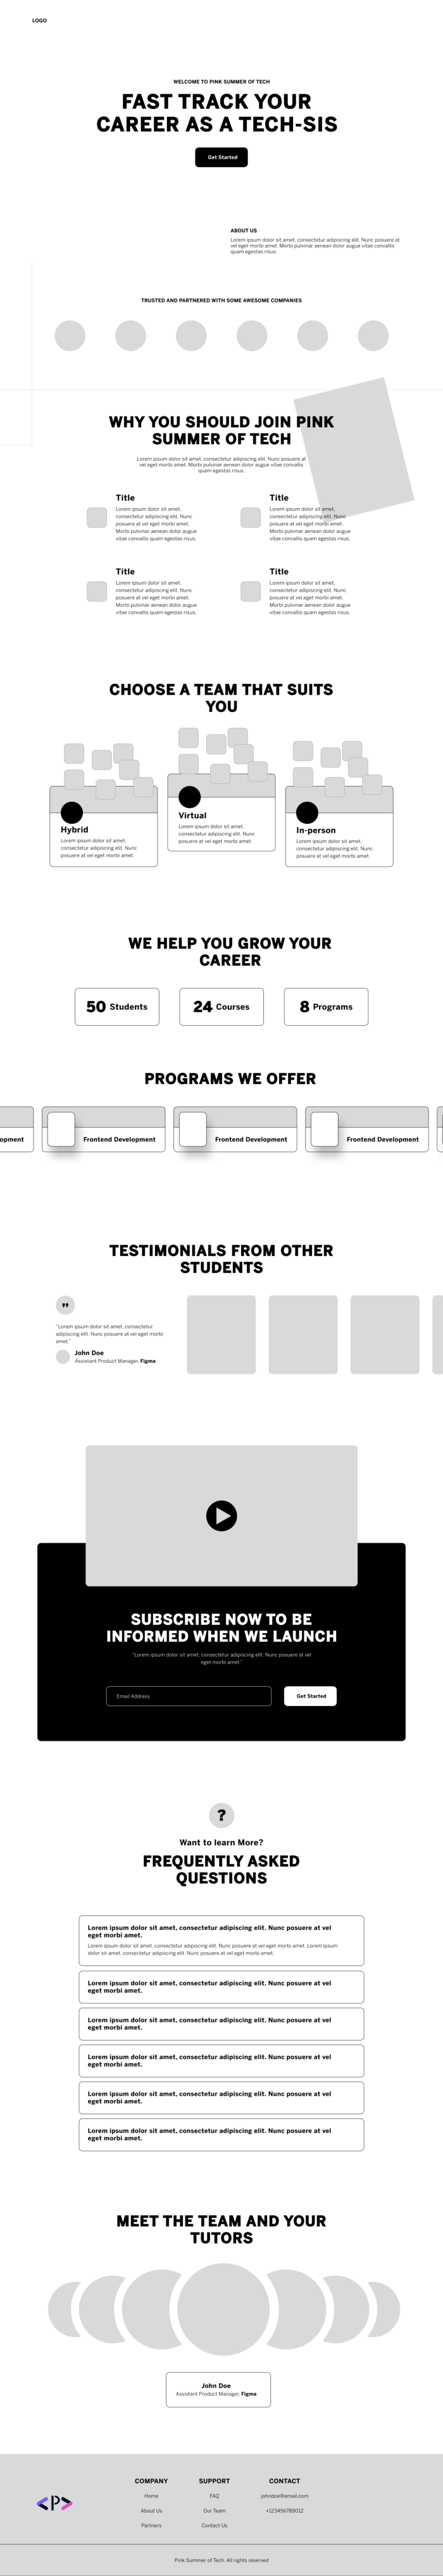 LOGO
WELCOME TO PINK SUMMER OF TECH
FAST TRACK YOUR
CAREER AS A TECH-SIS
Get Started
ABOUT US
Lorem ipsum dolor sit amet, consectetur adipiscing elit. Nunc posuere at
vel eget morbi amet. Morbi pulvinar aenean dolor augue vitae convallis
quam egestas risus.
TRUSTED AND PARTNERED WITH SOME AWESOME COMPANIES
WHY YOU SHOULD JOIN PINK
SUMMER OF TECH
Lorem ipsum dolor sit amet, consectetur adipiscing elit. Nunc posuere at
vel eget morbi amet. Morbi pulvinar aenean dolor augue vitae convallis
quam egestas risus.
Title
Lorem ipsum dolor sit amet,
consectetur adipiscing elit. Nunc
posuere at vel eget morbi amet.
Morbi pulvinar aenean dolor augue
vitae convallis quam egestas risus.
Title
Lorem ipsum dolor sit amet,
consectetur adipiscing elit. Nunc
posuere at vel eget morbi amet.
Morbi pulvinar aenean dolor augue
vitae convallis quam egestas risus.
Title
Lorem ipsum dolor sit amet,
consectetur adipiscing elit. Nunc
posuere at vel eget morbi amet.
Morbi pulvinar aenean dolor augue
vitae convallis quam egestas risus.
Title
Lorem ipsum dolor sit amet,
consectetur adipiscing elit. Nunc
posuere at vel eget morbi amet.
Morbi pulvinar aenean dolor augue
vitae convallis quam egestas risus.
CHOOSE A TEAM THAT SUITS
YOU
Hybrid
Lorem ipsum dolor sit amet,
consectetur adipiscing elit. Nunc
posuere at vel eget morbi amet.
Virtual
Lorem ipsum dolor sit amet,
consectetur adipiscing elit. Nunc
posuere at vel eget morbi amet.
In-person
Lorem ipsum dolor sit amet,
consectetur adipiscing elit. Nunc
posuere at vel eget morbi amet.
WE HELP YOU GROW YOUR
CAREER
50 Students
24 Courses
8 Programs
PROGRAMS WE OFFER
opment
Frontend Development
Frontend Development
Frontend Development
TESTIMONIALS FROM OTHER
STUDENTS
"Lorem ipsum dolor sit amet, consectetur
adipiscing elit. Nunc posuere at vel eget morbi
amet."
John Doe
Assistant Product Manager, Figma
SUBSCRIBE NOW TO BE
INFORMED WHEN WE LAUNCH
"Lorem ipsum dolor sit amet, consectetur adipiscing elit. Nunc posuere at vel
eget morbi amet."
Email Address
Get Started
?
Want to learn More?
FREQUENTLY ASKED
QUESTIONS
Lorem ipsum dolor sit amet, consectetur adipiscing elit. Nunc posuere at vel
eget morbi amet.
Lorem ipsum dolor sit amet, consectetur adipiscing elit. Nunc posuere at vel eget morbi amet. Lorem ipsum
dolor sit amet, consectetur adipiscing elit. Nunc posuere at vel eget morbi amet.
Lorem ipsum dolor sit amet, consectetur adipiscing elit. Nunc posuere at vel
eget morbi amet.
Lorem ipsum dolor sit amet, consectetur adipiscing elit. Nunc posuere at vel
eget morbi amet.
Lorem ipsum dolor sit amet, consectetur adipiscing elit. Nunc posuere at vel
eget morbi amet.
Lorem ipsum dolor sit amet, consectetur adipiscing elit. Nunc posuere at vel
eget morbi amet.
Lorem ipsum dolor sit amet, consectetur adipiscing elit. Nunc posuere at vel
eget morbi amet.
MEET THE TEAM AND YOUR
TUTORS
John Doe
Assistant Product Manager, Figma
<P>
COMPANY
Home
About Us
Partners
SUPPORT
FAQ
Our Team
Contact Us
CONTACT
johndoe@email.com
+123456789012
Pink Summer of Tech. All rights reserved